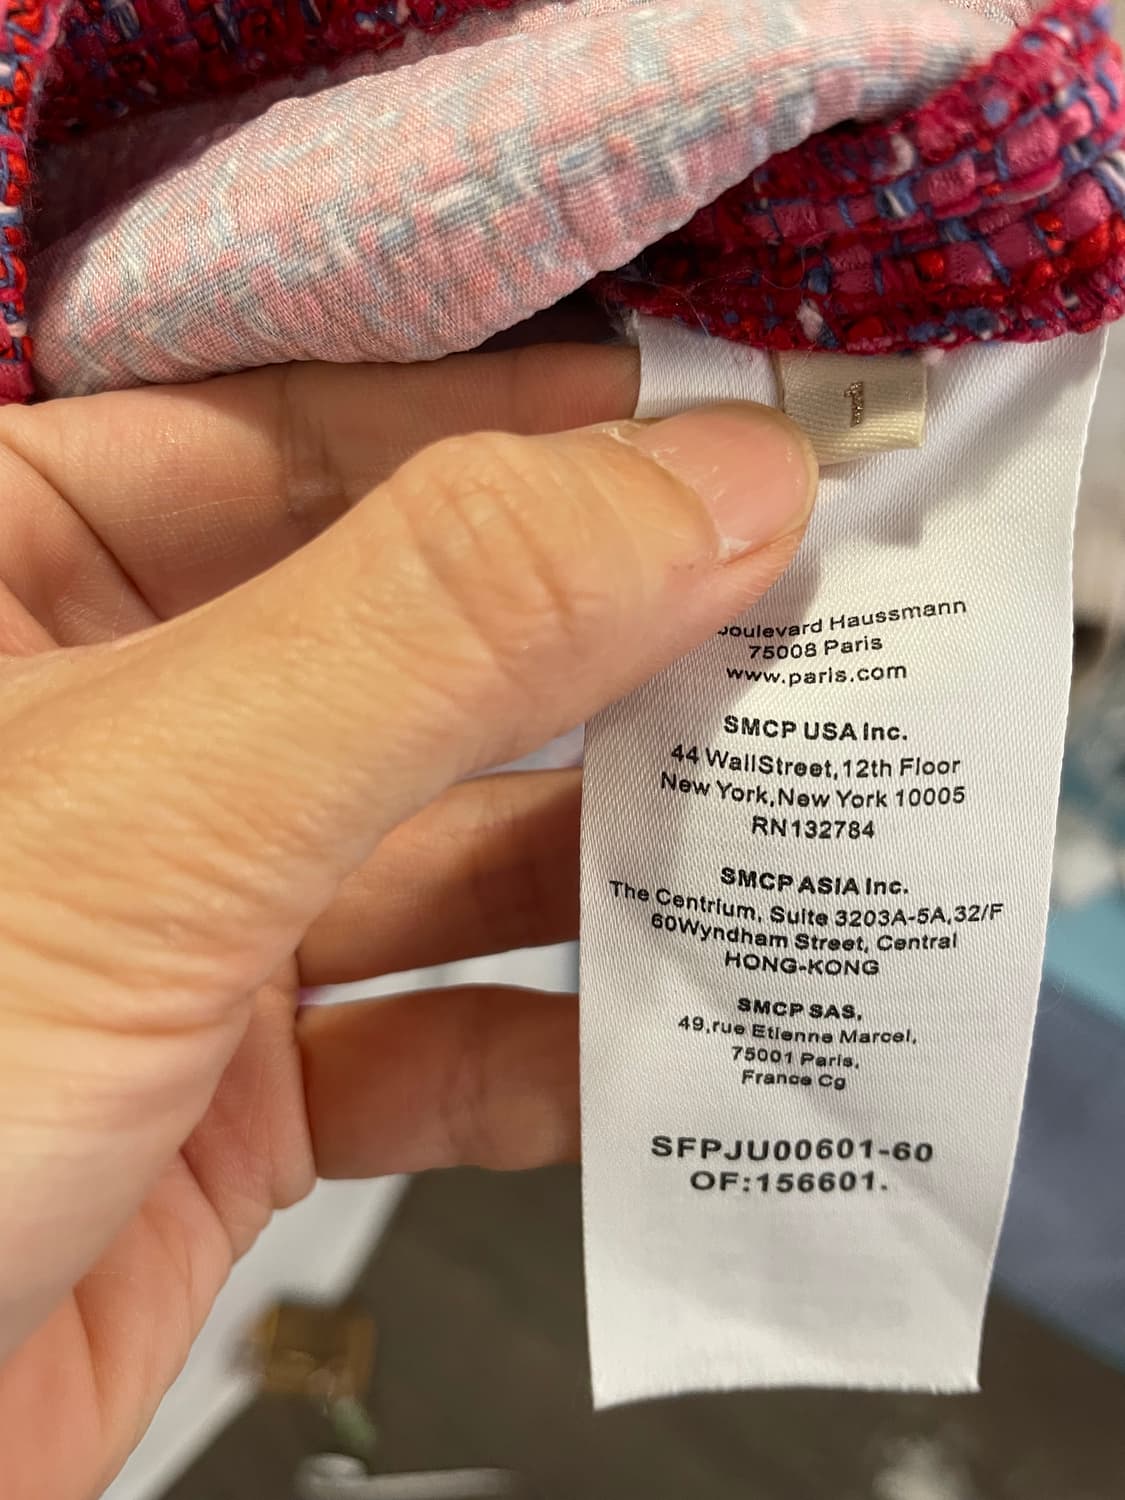 1
boulevard Haussmann
75008 Paris
www.paris.com
SMCP USA Inc.
44 WallStreet,12th Floor
New York,New York 10005
RN132784
SMCP ASIA Inc.
The Centrium, Suite 3203A-5A,32/F
60Wyndham Street, Central
HONG-KONG
SMCP SAS,
49,rue Etienne Marcel,
75001 Paris,
France Cg
SFPJU00601-60
OF:156601.